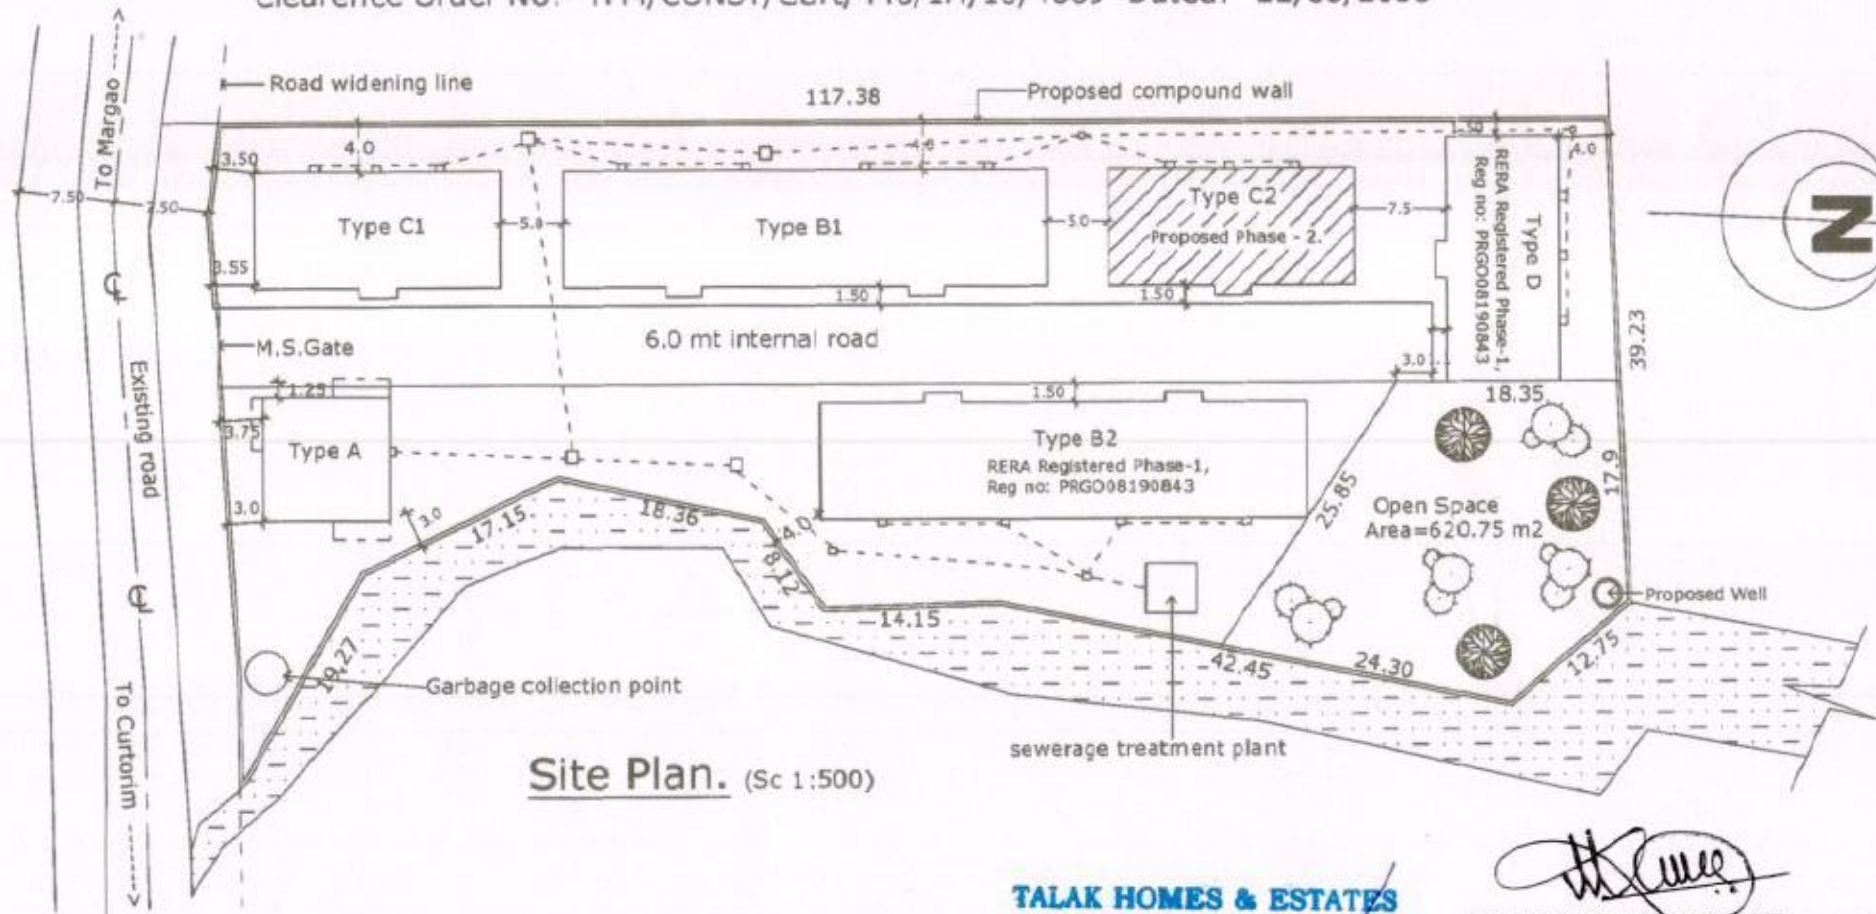 Road widening line
117.38
Proposed compound wall
To Margao
3.50
4.0
4.0
1.50
4.0
7.50
7.50
Type C1
5.0
Type B1
5.0
Type C2
Proposed Phase - 2.
7.5
Type D
RERA Registered Phase-1,
Reg no: PRGO08190843
N
3.55
1.50
1.50
39.23
M.S.Gate
6.0 mt internal road
3.0
Existing road
1.25
3.75
Type A
3.0
3.0
17.15
18.36
4.0
8.12
1.50
Type B2
RERA Registered Phase-1,
Reg no: PRGO08190843
25.85
18.35
17.9
Open Space
Area=620.75 m2
Proposed Well
14.15
42.45
24.30
12.75
19.27
Garbage collection point
sewerage treatment plant
To Curtorim
Site Plan. (Sc 1:500)
TALAK HOMES & ESTATES